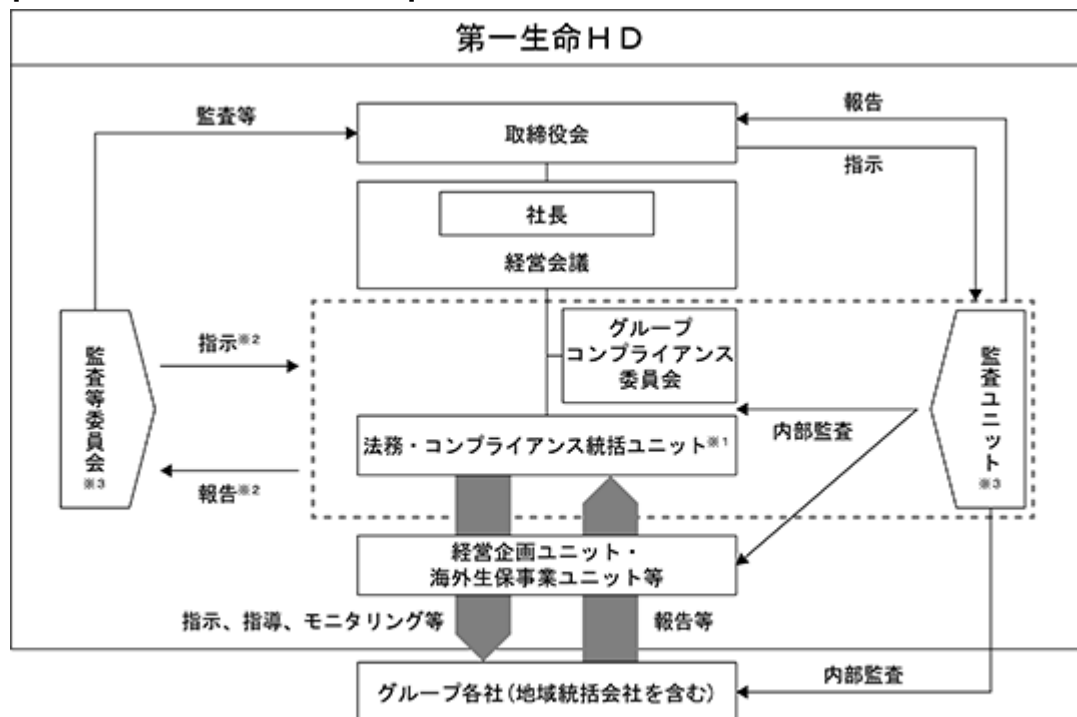 第一生命ＨＤ
監査等
報告
取締役会
指示
社長
経営会議
グループ
コンプライアンス
委員会
指示※2
監査等委員会※3
監査ユニット※3
内部監査
法務・コンプライアンス統括ユニット※1
報告※2
経営企画ユニット・
海外生保事業ユニット等
指示、指導、モニタリング等
報告等
内部監査
グループ各社（地域統括会社を含む）